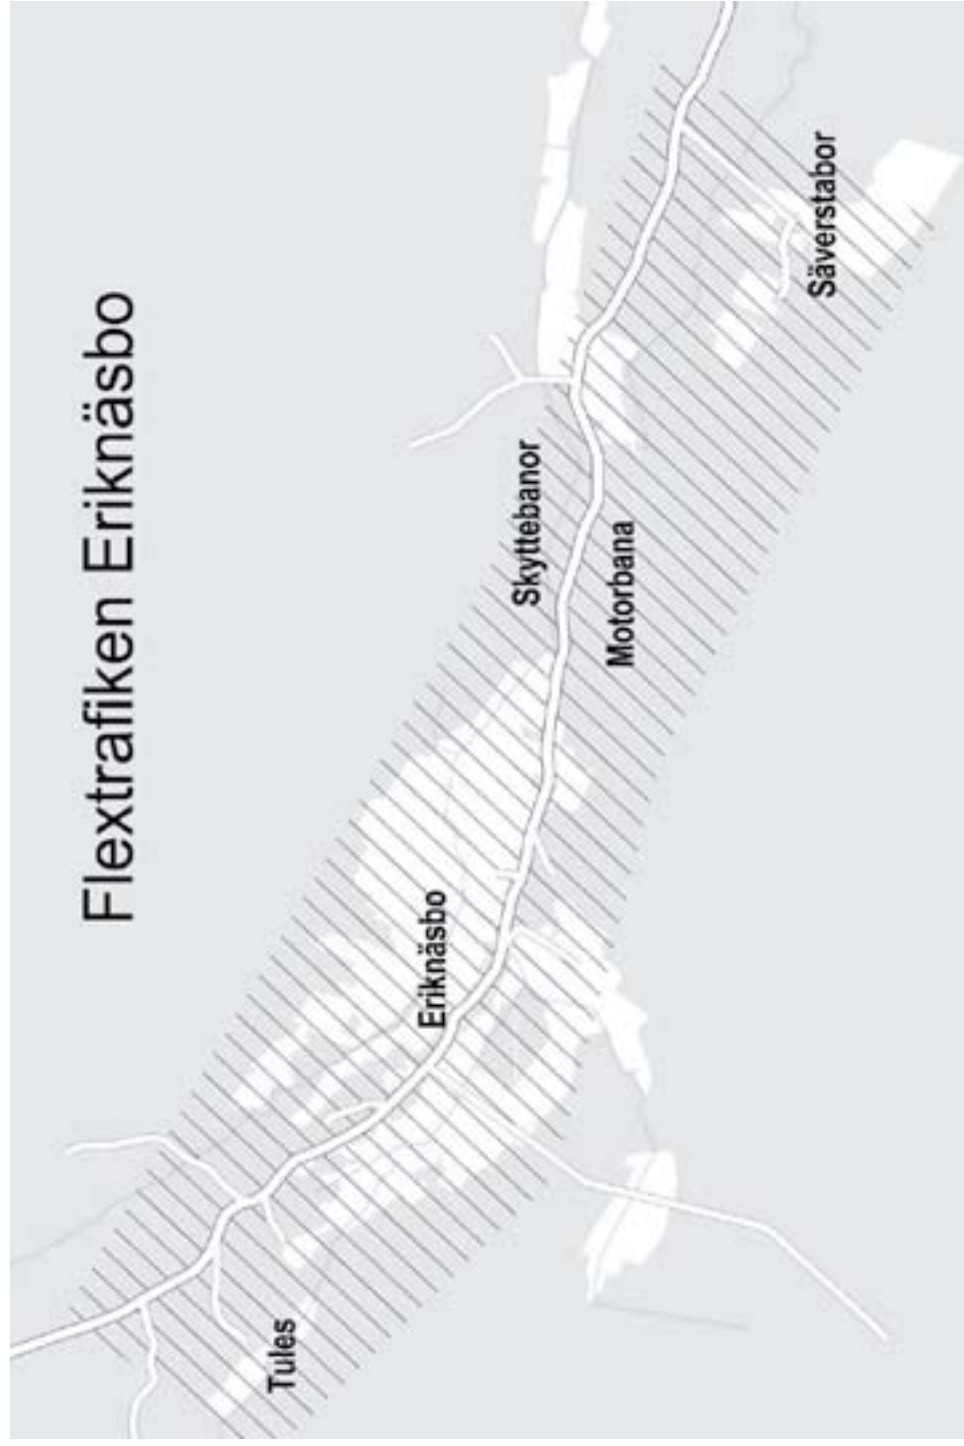 Flextrafiken Eriknäsbo
Tules
Eriknäsbo
Skyttebanor
Motorbana
Säverstabor